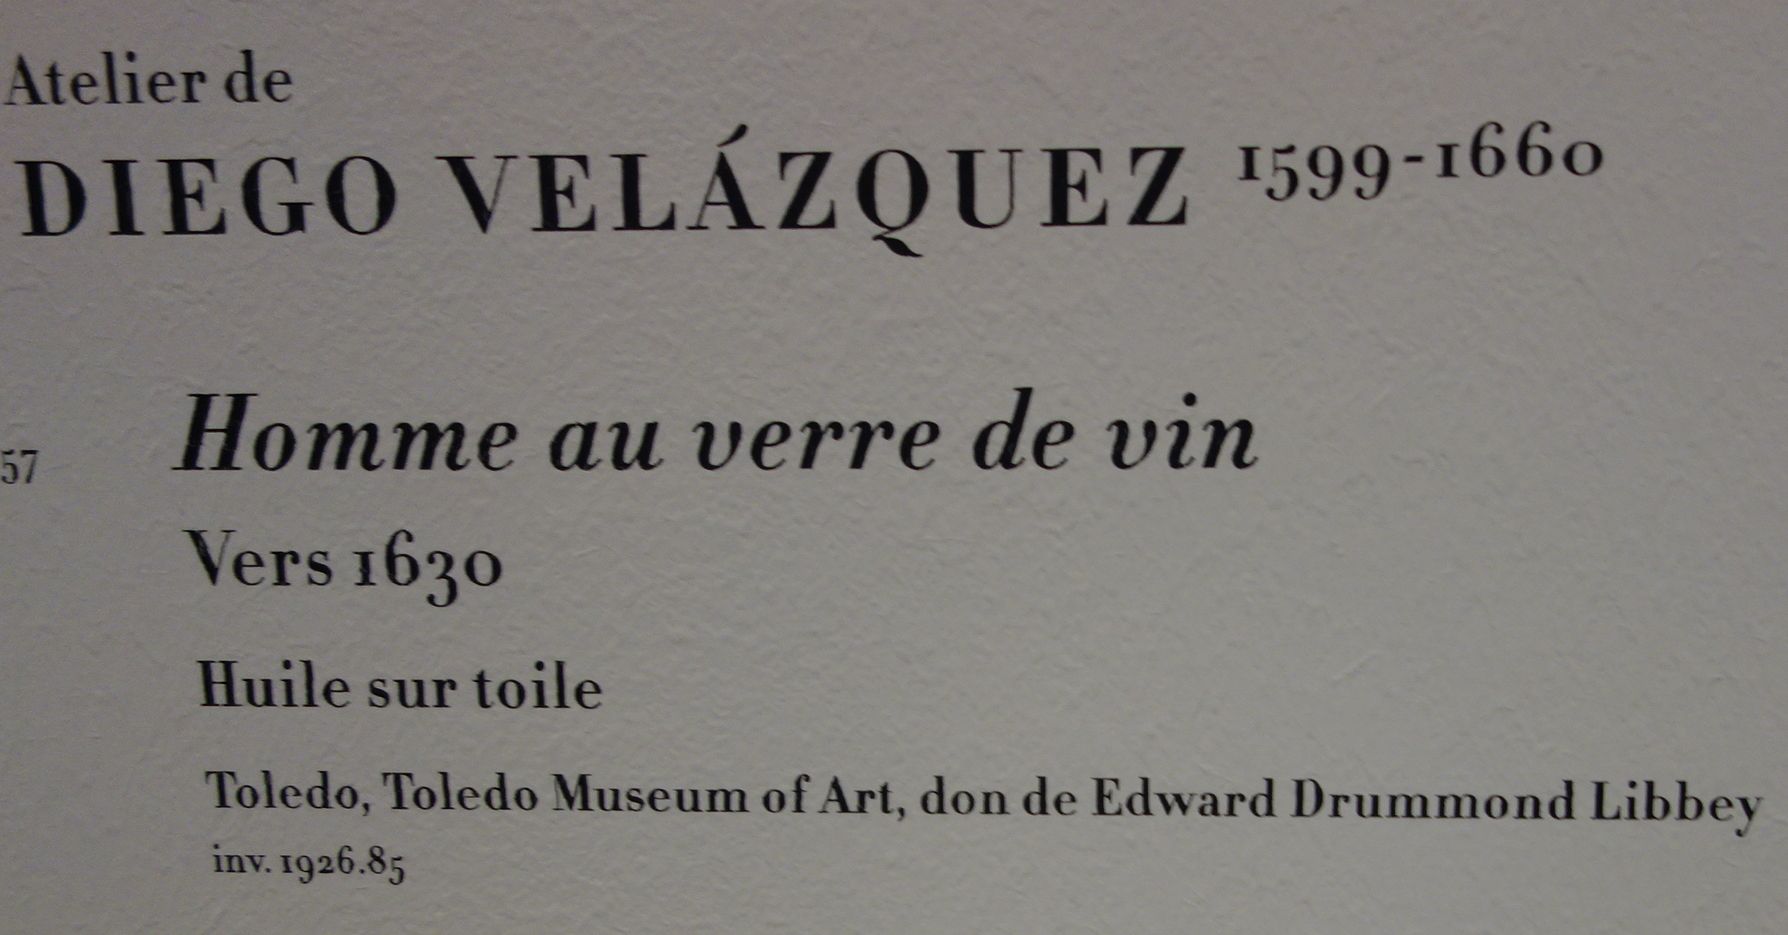 Atelier de
DIEGO VELÁZQUEZ 1599-1660
57 Homme au verre de vin
Vers 1630
Huile sur toile
Toledo, Toledo Museum of Art, don de Edward Drummond Libbey
inv. 1926.85